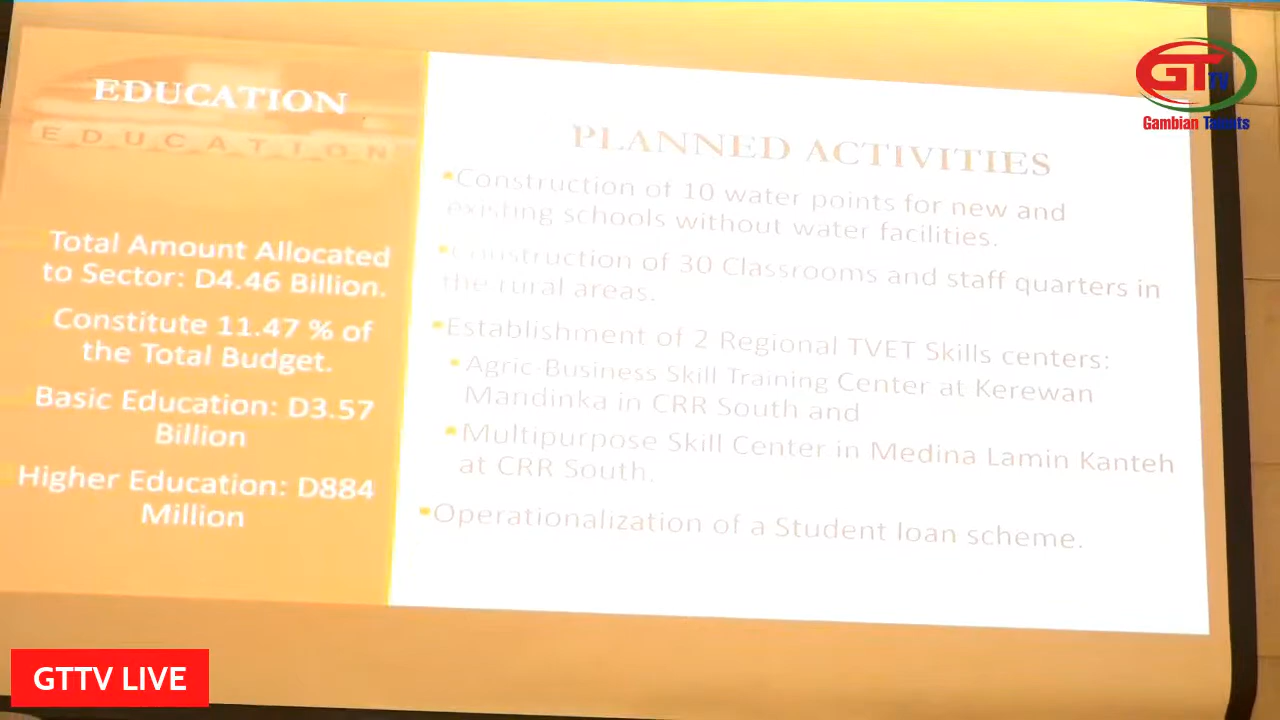 EDUCATION
EDUCATION
Total Amount Allocated
to Sector: D4.46 Billion.
Constitute 11.47 % of
the Total Budget.
Basic Education: D3.57
Billion
Higher Education: D884
Million
PLANNED ACTIVITIES
•Construction of 10 water points for new and
existing schools without water facilities.
•Construction of 30 Classrooms and staff quarters in
the rural areas.
•Establishment of 2 Regional TVET Skills centers:
•Agric-Business Skill Training Center at Kerewan
Mandinka in CRR South and
•Multipurpose Skill Center in Medina Lamin Kanteh
at CRR South.
•Operationalization of a Student loan scheme.
GTTV
Gambian Talents
GTTV LIVE